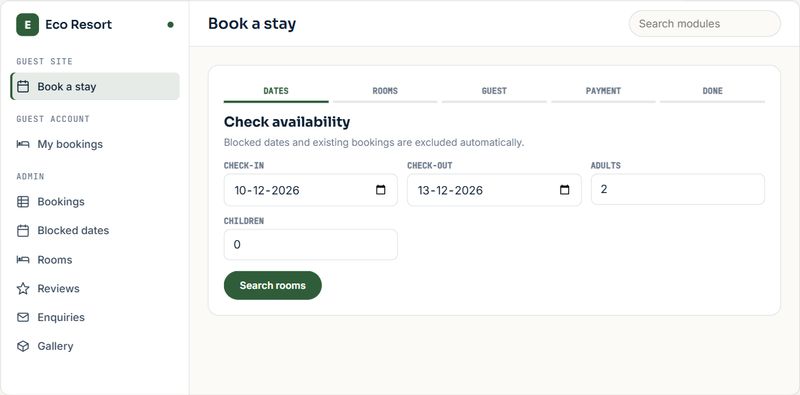 E Eco Resort
GUEST SITE
Book a stay
GUEST ACCOUNT
My bookings
ADMIN
Bookings
Blocked dates
Rooms
Reviews
Enquiries
Gallery
Book a stay
Search modules
DATES ROOMS GUEST PAYMENT DONE
Check availability
Blocked dates and existing bookings are excluded automatically.
CHECK-IN CHECK-OUT ADULTS
10-12-2026 13-12-2026 2
CHILDREN
0
Search rooms